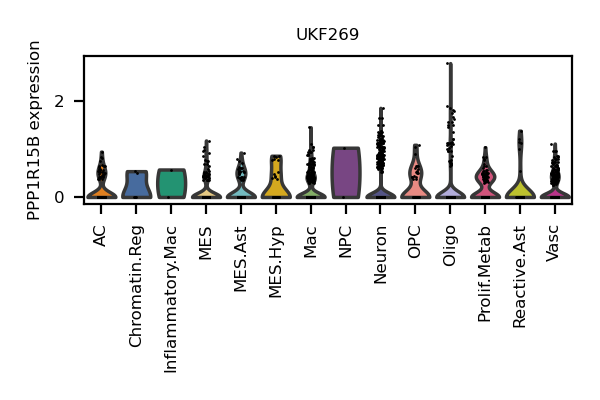 UKF269
PPP1R15B expression
2
0
AC
Chromatin.Reg
Inflammatory.Mac
MES
MES.Ast
MES.Hyp
Mac
NPC
Neuron
OPC
Oligo
Prolif.Metab
Reactive.Ast
Vasc